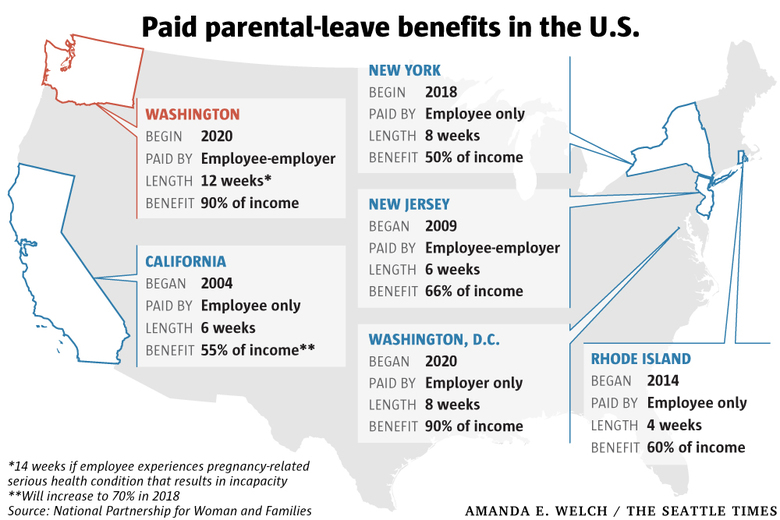 Paid parental-leave benefits in the U.S.
WASHINGTON
BEGIN 2020
PAID BY Employee-employer
LENGTH 12 weeks*
BENEFIT 90% of income
CALIFORNIA
BEGAN 2004
PAID BY Employee only
LENGTH 6 weeks
BENEFIT 55% of income**
NEW YORK
BEGIN 2018
PAID BY Employee only
LENGTH 8 weeks
BENEFIT 50% of income
NEW JERSEY
BEGAN 2009
PAID BY Employee-employer
LENGTH 6 weeks
BENEFIT 66% of income
WASHINGTON, D.C.
BEGAN 2020
PAID BY Employer only
LENGTH 8 weeks
BENEFIT 90% of income
RHODE ISLAND
BEGAN 2014
PAID BY Employee only
LENGTH 4 weeks
BENEFIT 60% of income
*14 weeks if employee experiences pregnancy-related
serious health condition that results in incapacity
**Will increase to 70% in 2018
Source: National Partnership for Woman and Families
AMANDA E. WELCH / THE SEATTLE TIMES